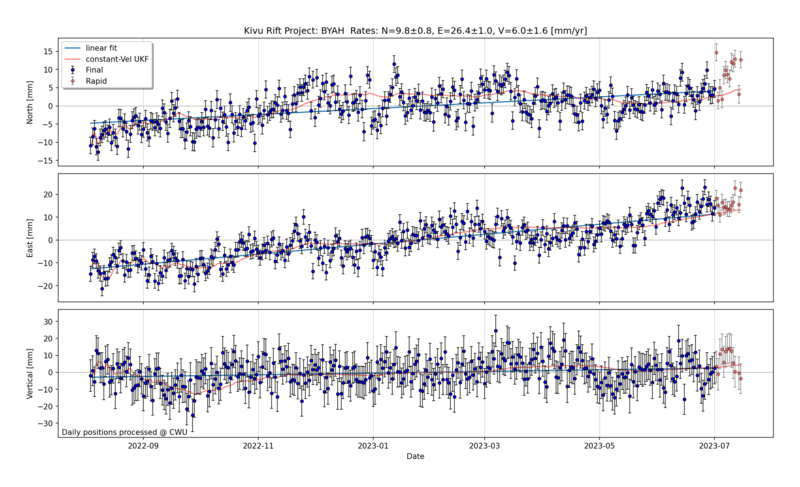 Kivu Rift Project: BYAH  Rates: N=9.8±0.8, E=26.4±1.0, V=6.0±1.6 [mm/yr]
linear fit
constant-Vel UKF
Final
Rapid
North [mm]
15
10
5
0
−5
−10
−15
East [mm]
20
10
0
−10
−20
Vertical [mm]
30
20
10
0
−10
−20
−30
Daily positions processed @ CWU
2022-09 2022-11 2023-01 2023-03 2023-05 2023-07
Date